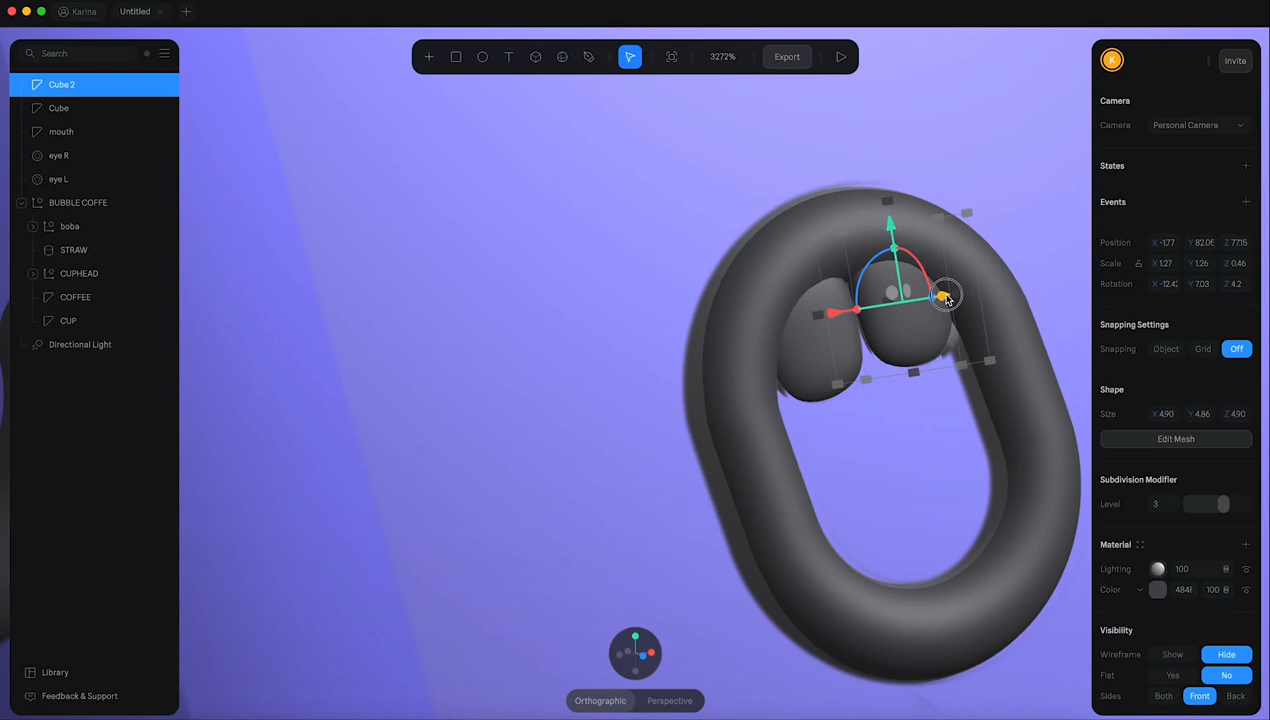 Karina
Untitled
Search
3272%
Export
K
Invite
Cube 2
Cube
mouth
eye R
eye L
BUBBLE COFFE
boba
STRAW
CUPHEAD
COFFEE
CUP
Directional Light
Library
Feedback & Support
Orthographic Perspective
Camera
Camera Personal Camera
States
Events
Position X -1.77 Y 82.05 Z 77.15
Scale X 1.27 Y 1.26 Z 0.46
Rotation X -12.42 Y 7.03 Z 4.2
Snapping Settings
Snapping Object Grid Off
Shape
Size X 4.90 Y 4.86 Z 4.90
Edit Mesh
Subdivision Modifier
Level 3
Material
Lighting 100
Color 100
Visibility
Wireframe Show Hide
Flat Yes No
Sides Both Front Back